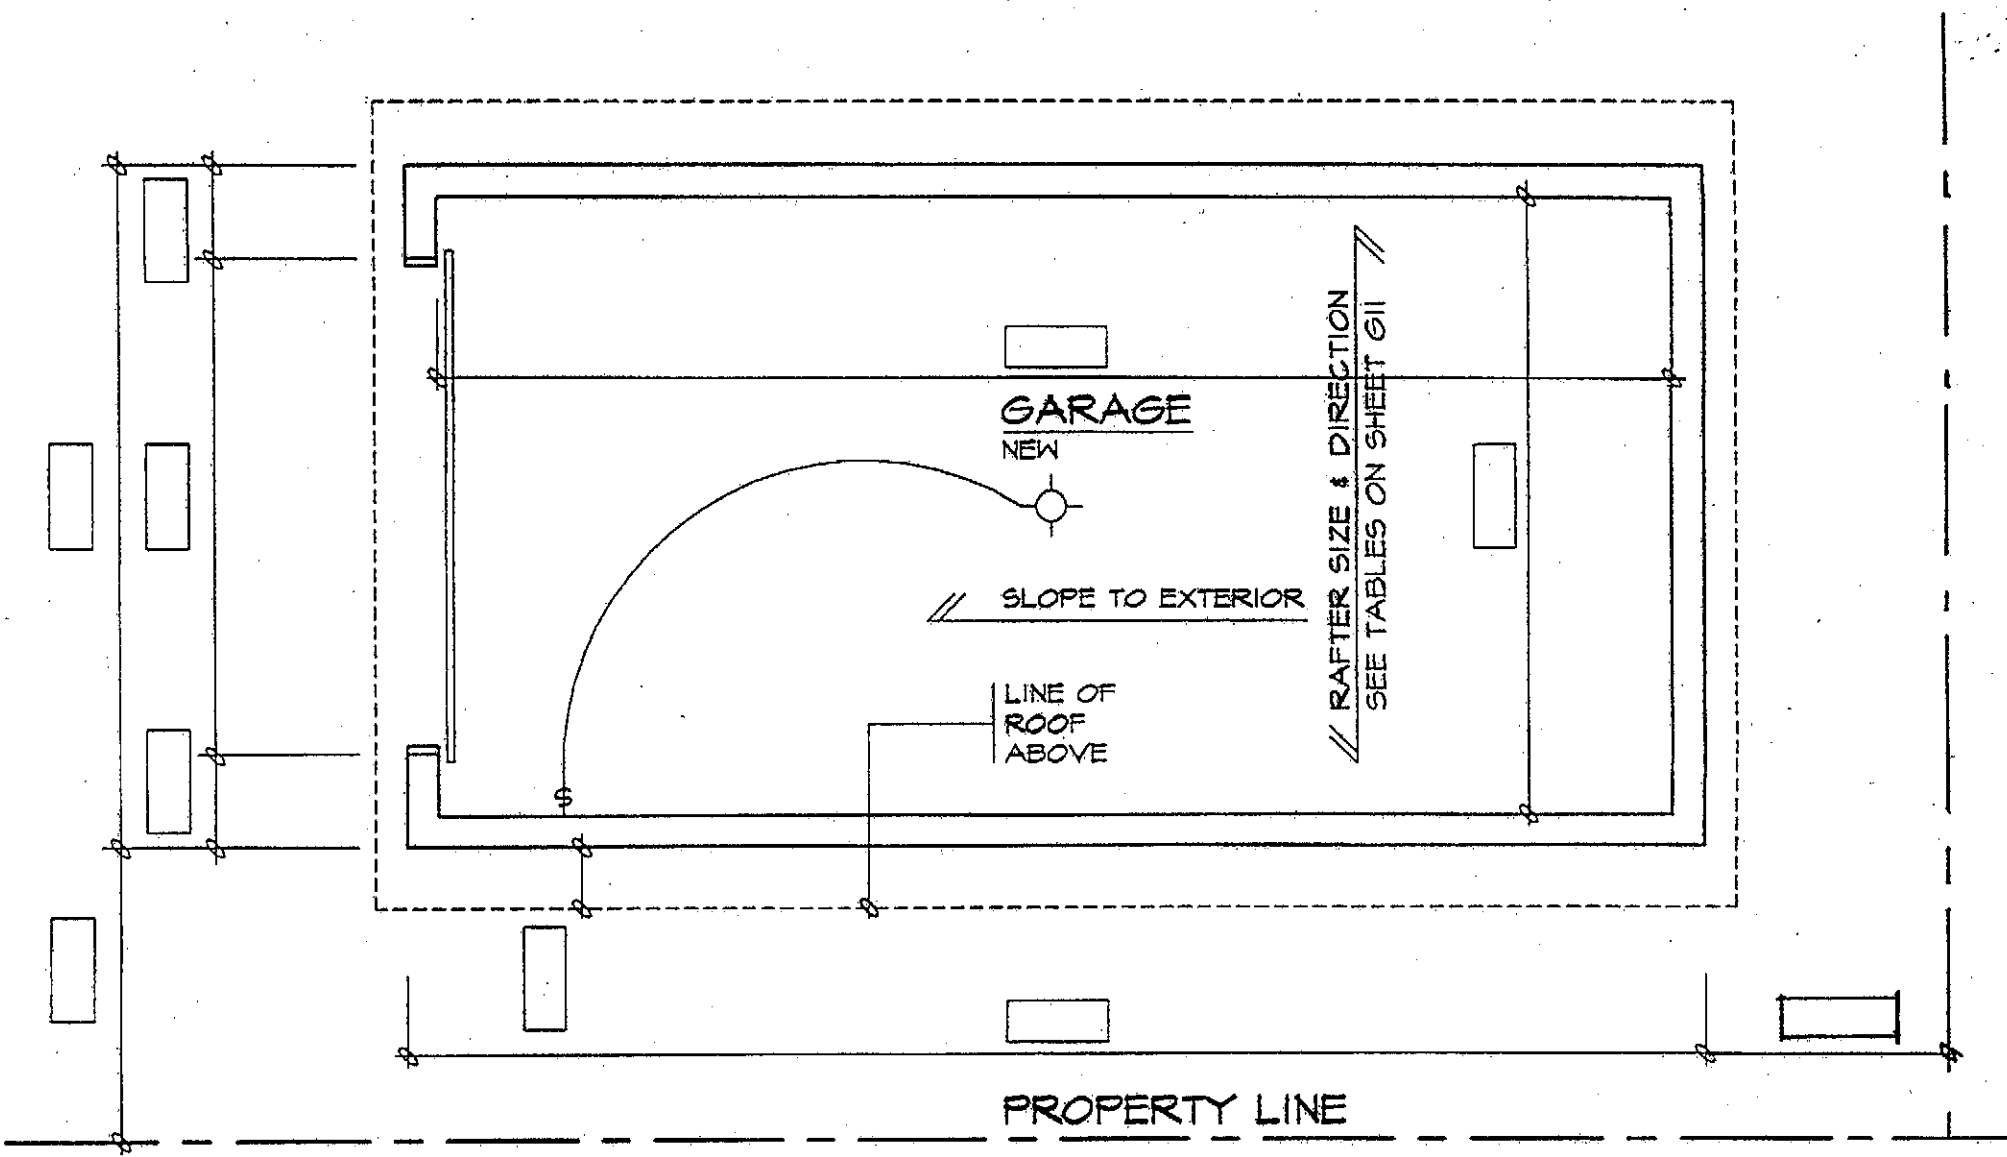 GARAGE
NEW
RAFTER SIZE & DIRECTION
SEE TABLES ON SHEET G11
SLOPE TO EXTERIOR
LINE OF
ROOF
ABOVE
$
PROPERTY LINE